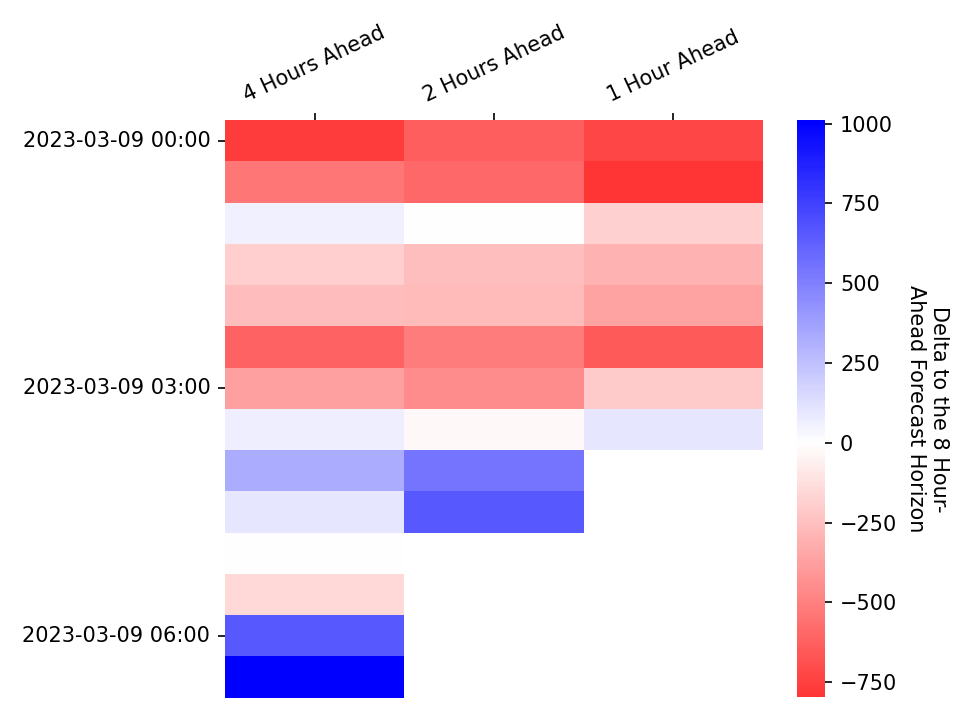 4 Hours Ahead
2 Hours Ahead
1 Hour Ahead
2023-03-09 00:00
2023-03-09 03:00
2023-03-09 06:00
1000
750
500
250
0
−250
−500
−750
Delta to the 8 Hour-
Ahead Forecast Horizon